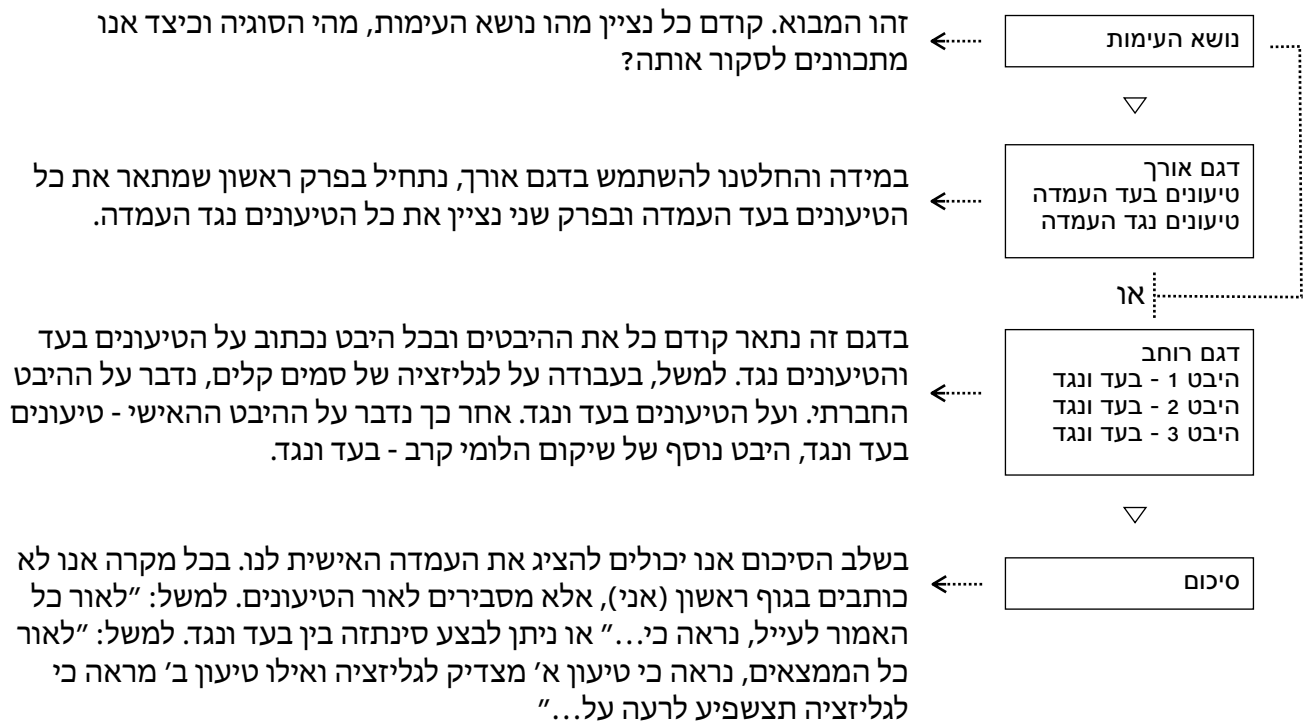 נושא העימות
זהו המבוא. קודם כל נציין מהו נושא העימות, מהי הסוגיה וכיצד אנו
מתכוונים לסקור אותה?
דגם אורך
טיעונים בעד העמדה
טיעונים נגד העמדה
במידה והחלטנו להשתמש בדגם אורך, נתחיל בפרק ראשון שמתאר את כל
הטיעונים בעד העמדה ובפרק שני נציין את כל הטיעונים נגד העמדה.
או
דגם רוחב
היבט 1 - בעד ונגד
היבט 2 - בעד ונגד
היבט 3 - בעד ונגד
בדגם זה נתאר קודם כל את ההיבטים ובכל היבט נכתוב על הטיעונים בעד
והטיעונים נגד. למשל, בעבודה על לגליזציה של סמים קלים, נדבר על ההיבט
החברתי. ועל הטיעונים בעד ונגד. אחר כך נדבר על ההיבט ההאישי - טיעונים
בעד ונגד, היבט נוסף של שיקום הלומי קרב - בעד ונגד.
סיכום
בשלב הסיכום אנו יכולים להציג את העמדה האישית לנו. בכל מקרה אנו לא
כותבים בגוף ראשון (אני), אלא מסבירים לאור הטיעונים. למשל: ״לאור כל
האמור לעייל, נראה כי...״ או ניתן לבצע סינתזה בין בעד ונגד. למשל: ״לאור
כל הממצאים, נראה כי טיעון א׳ מצדיק לגליזציה ואילו טיעון ב׳ מראה כי
לגליזציה תצשפיע לרעה על...״